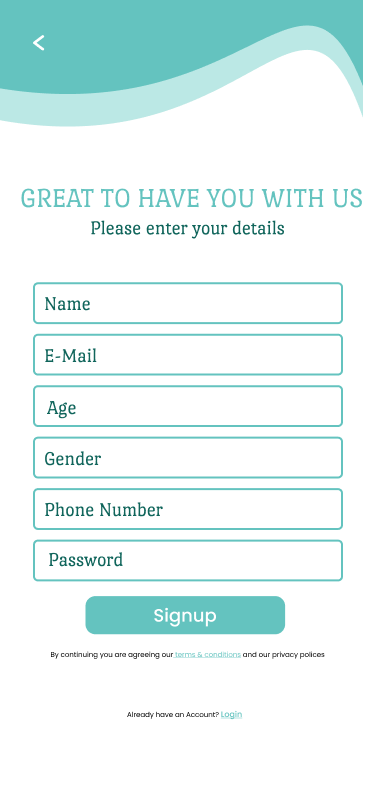 GREAT TO HAVE YOU WITH US
Please enter your details
Name
E-Mail
Age
Gender
Phone Number
Password
Signup
By continuing you are agreeing our terms & conditions and our privacy polices
Already have an Account? Login